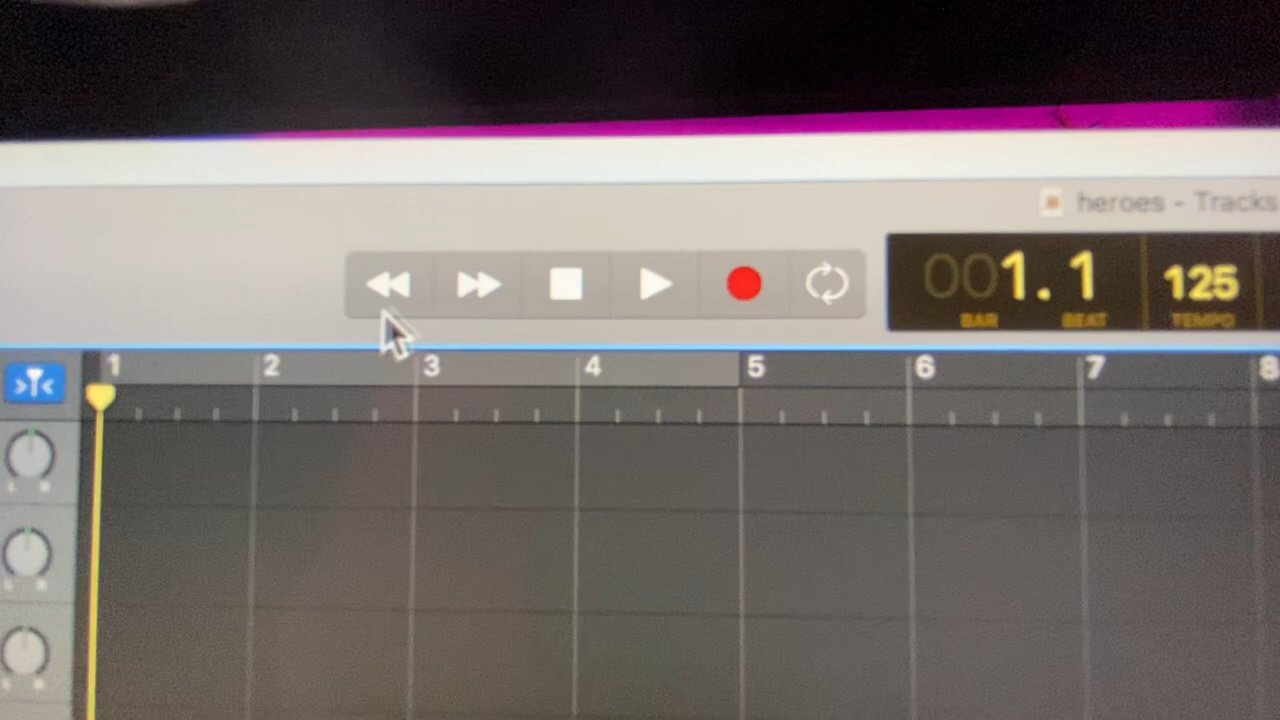 heroes - Tracks
001. 1
125
BAR
BEAT
TEMPO
1 2 3 4 5 6 7 8